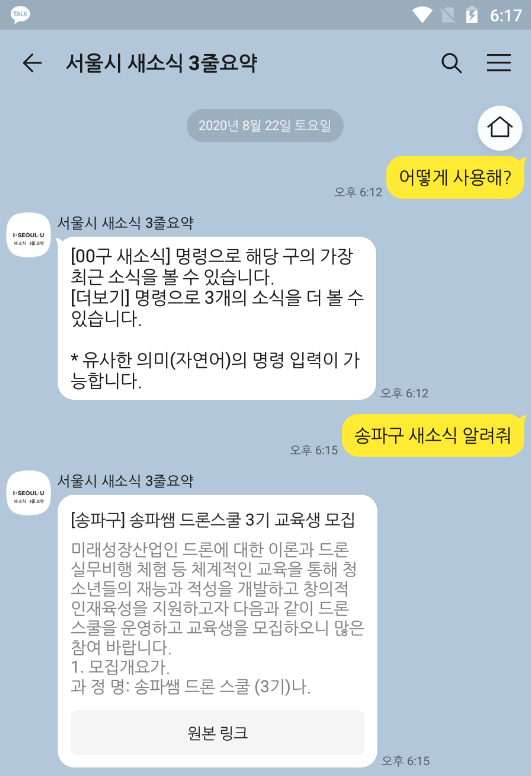 TALK
6:17
서울시 새소식 3줄요약
2020년 8월 22일 토요일
어떻게 사용해?
오후 6:12
서울시 새소식 3줄요약
I·SEOUL·U
새소식 3줄요약
[00구 새소식] 명령으로 해당 구의 가장
최근 소식을 볼 수 있습니다.
[더보기] 명령으로 3개의 소식을 더 볼 수
있습니다.
* 유사한 의미(자연어)의 명령 입력이 가
능합니다.
오후 6:12
송파구 새소식 알려줘
오후 6:15
서울시 새소식 3줄요약
I·SEOUL·U
새소식 3줄요약
[송파구] 송파쌤 드론스쿨 3기 교육생 모집
미래성장산업인 드론에 대한 이론과 드론
실무비행 체험 등 체계적인 교육을 통해 청
소년들의 재능과 적성을 개발하고 창의적
인재육성을 지원하고자 다음과 같이 드론
스쿨을 운영하고 교육생을 모집하오니 많은
참여 바랍니다.
1. 모집개요가.
과 정 명: 송파쌤 드론 스쿨 (3기)나.
원본 링크
오후 6:15